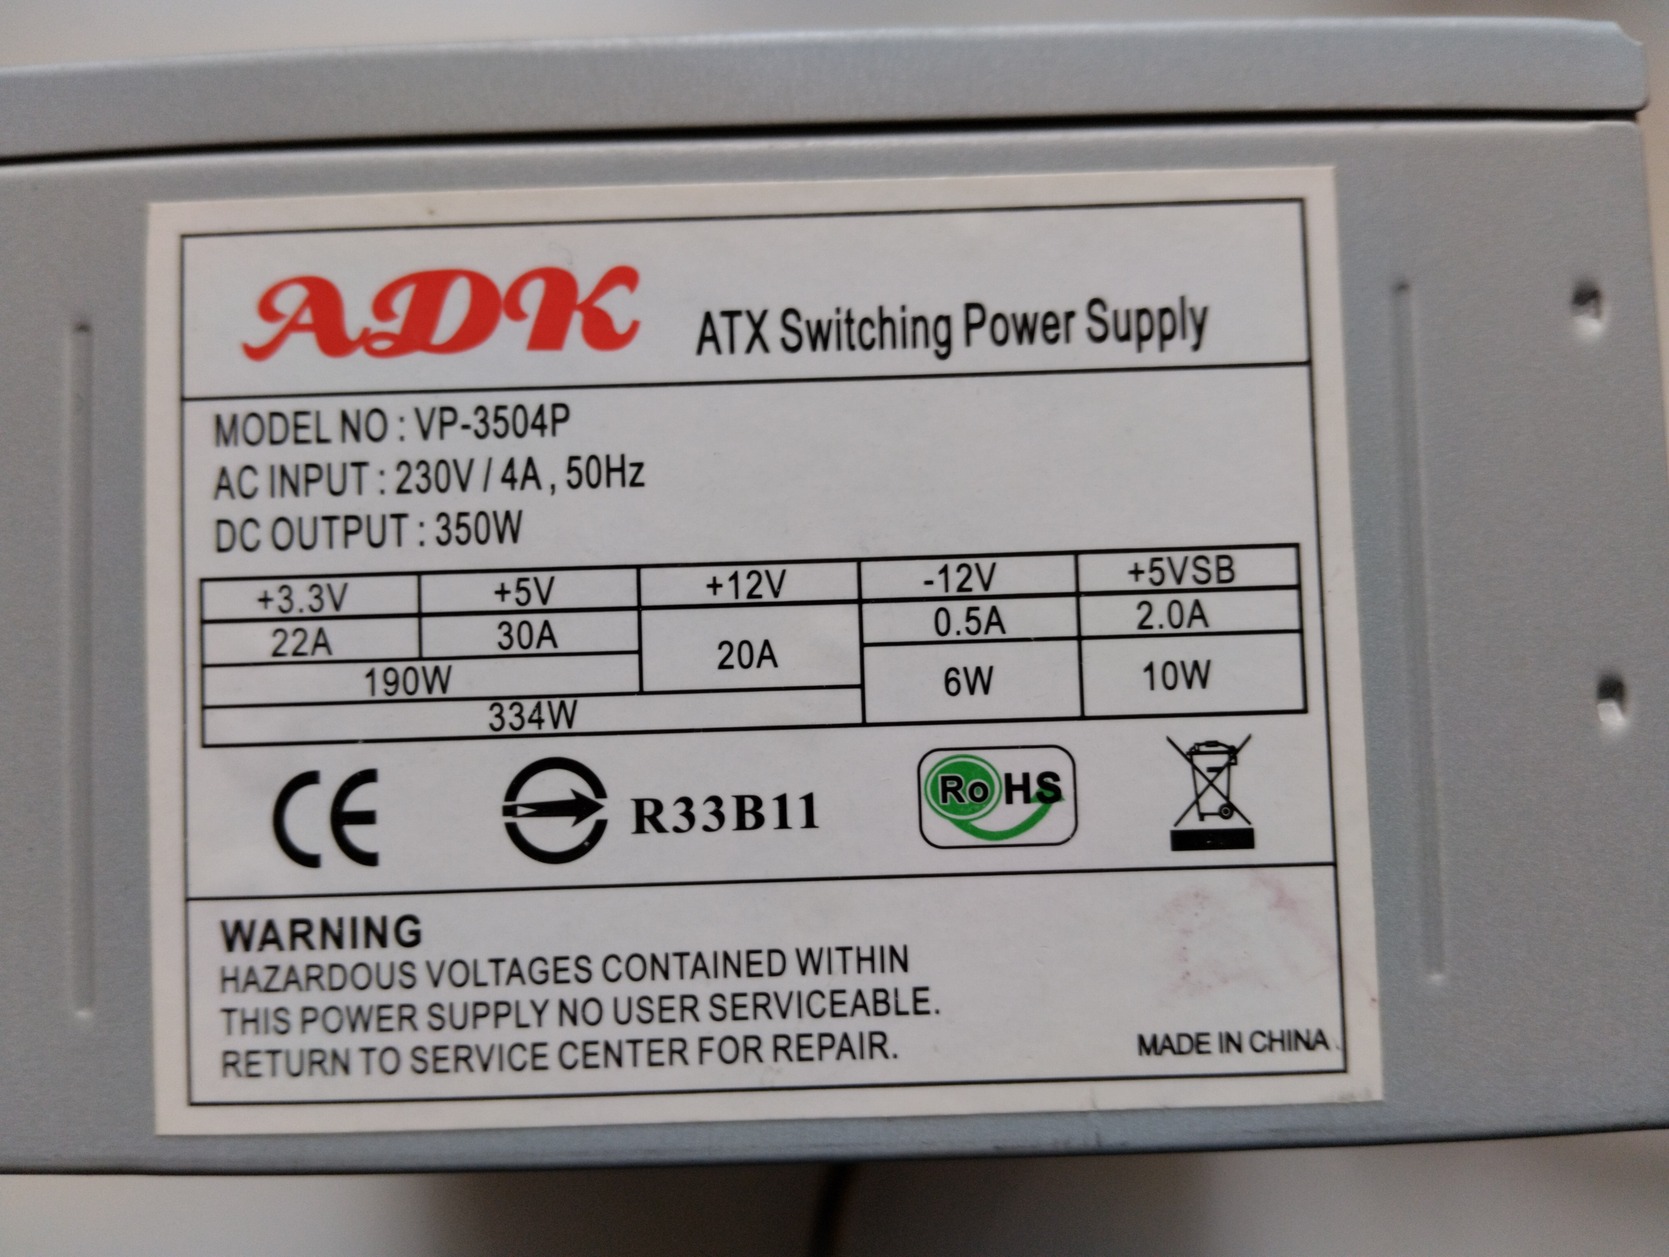 ADK ATX Switching Power Supply
MODEL NO : VP-3504P
AC INPUT : 230V / 4A , 50Hz
DC OUTPUT : 350W
+3.3V +5V +12V -12V +5VSB
22A 30A 20A 0.5A 2.0A
190W 6W 10W
334W
CE R33B11 RoHS
WARNING
HAZARDOUS VOLTAGES CONTAINED WITHIN
THIS POWER SUPPLY NO USER SERVICEABLE.
RETURN TO SERVICE CENTER FOR REPAIR.
MADE IN CHINA